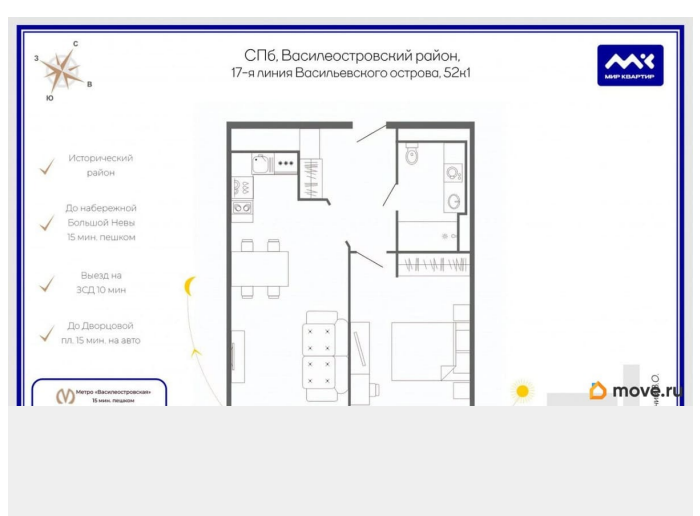 С
З
В
Ю
СПб, Василеостровский район,
17-я линия Васильевского острова, 52к1
МИР КВАРТИР
Исторический
район
До набережной
Большой Невы
15 мин. пешком
Выезд на
ЗСД 10 мин
До Дворцовой
пл. 15 мин. на авто
Метро «Василеостровская»
15 мин. пешком
move.ru
В.О.